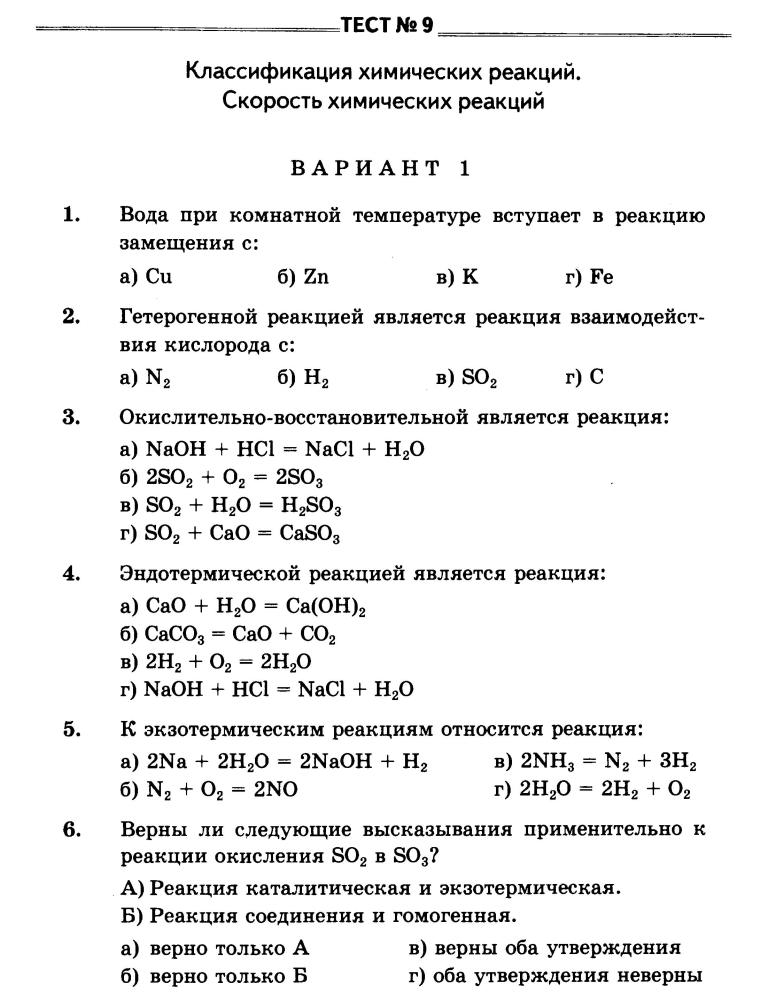 ТЕСТ № 9
Классификация химических реакций.
Скорость химических реакций
ВАРИАНТ 1
1. Вода при комнатной температуре вступает в реакцию
замещения с:
а) Cu б) Zn в) K г) Fe
2. Гетерогенной реакцией является реакция взаимодейст-
вия кислорода с:
а) N₂ б) H₂ в) SO₂ г) C
3. Окислительно-восстановительной является реакция:
а) NaOH + HCl = NaCl + H₂O
б) 2SO₂ + O₂ = 2SO₃
в) SO₂ + H₂O = H₂SO₃
г) SO₂ + CaO = CaSO₃
4. Эндотермической реакцией является реакция:
а) CaO + H₂O = Ca(OH)₂
б) CaCO₃ = CaO + CO₂
в) 2H₂ + O₂ = 2H₂O
г) NaOH + HCl = NaCl + H₂O
5. К экзотермическим реакциям относится реакция:
а) 2Na + 2H₂O = 2NaOH + H₂ в) 2NH₃ = N₂ + 3H₂
б) N₂ + O₂ = 2NO г) 2H₂O = 2H₂ + O₂
6. Верны ли следующие высказывания применительно к
реакции окисления SO₂ в SO₃?
А) Реакция каталитическая и экзотермическая.
Б) Реакция соединения и гомогенная.
а) верно только А в) верны оба утверждения
б) верно только Б г) оба утверждения неверны